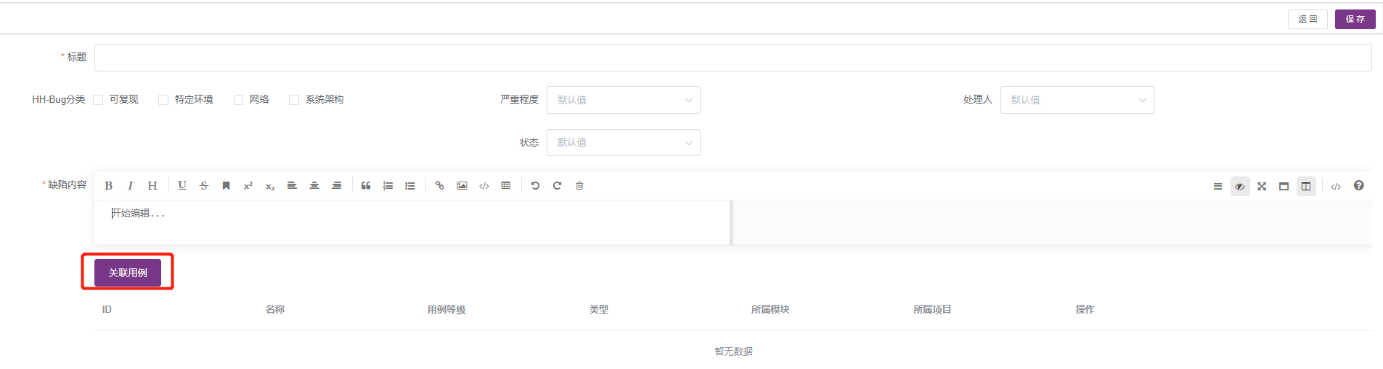 返回 保存
* 标题
HH-Bug分类 可复现 特定环境 网络 系统架构 严重程度 默认值 处理人 默认值
状态 默认值
* 缺陷内容 B I H U S x² x₂
开始编辑...
关联用例
ID 名称 用例等级 类型 所属模块 所属项目 操作
暂无数据